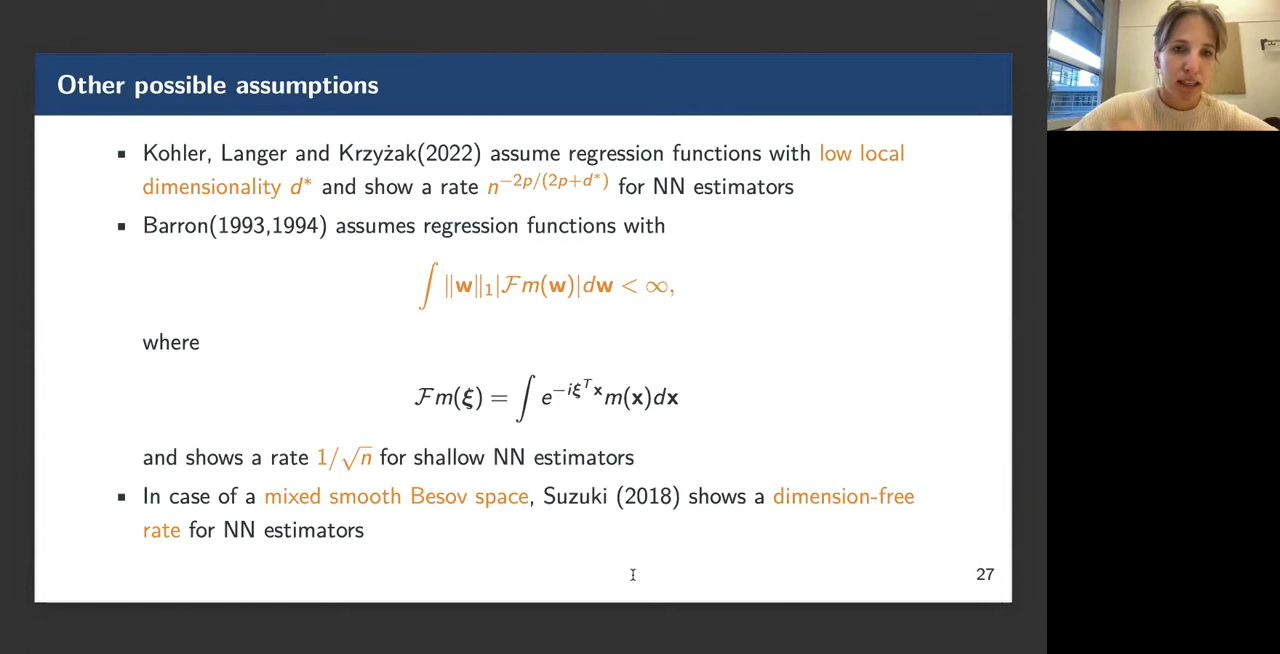 Other possible assumptions
▪ Kohler, Langer and Krzyżak(2022) assume regression functions with low local
dimensionality d* and show a rate n^{-2p/(2p+d*)} for NN estimators
▪ Barron(1993,1994) assumes regression functions with
∫ ‖w‖₁|ℱm(w)|dw < ∞,
where
ℱm(ξ) = ∫ e^{-iξ^T x} m(x)dx
and shows a rate 1/√n for shallow NN estimators
▪ In case of a mixed smooth Besov space, Suzuki (2018) shows a dimension-free
rate for NN estimators
27